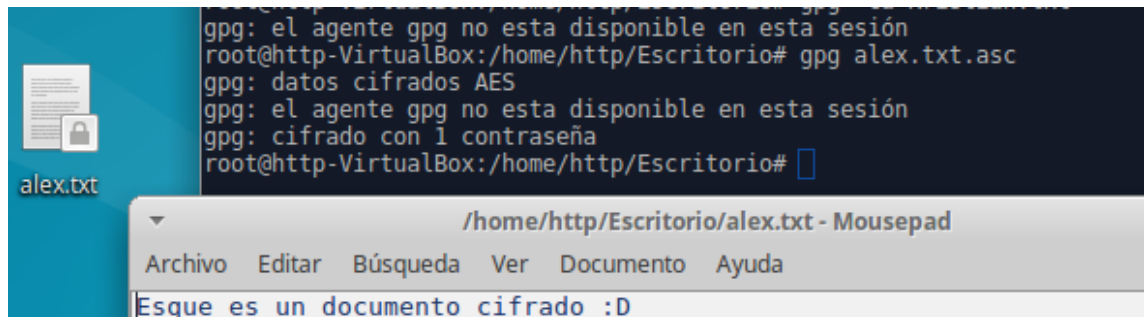 gpg: el agente gpg no esta disponible en esta sesión
root@http-VirtualBox:/home/http/Escritorio# gpg alex.txt.asc
gpg: datos cifrados AES
gpg: el agente gpg no esta disponible en esta sesión
gpg: cifrado con 1 contraseña
root@http-VirtualBox:/home/http/Escritorio#
alex.txt
/home/http/Escritorio/alex.txt - Mousepad
Archivo Editar Búsqueda Ver Documento Ayuda
Esque es un documento cifrado :D